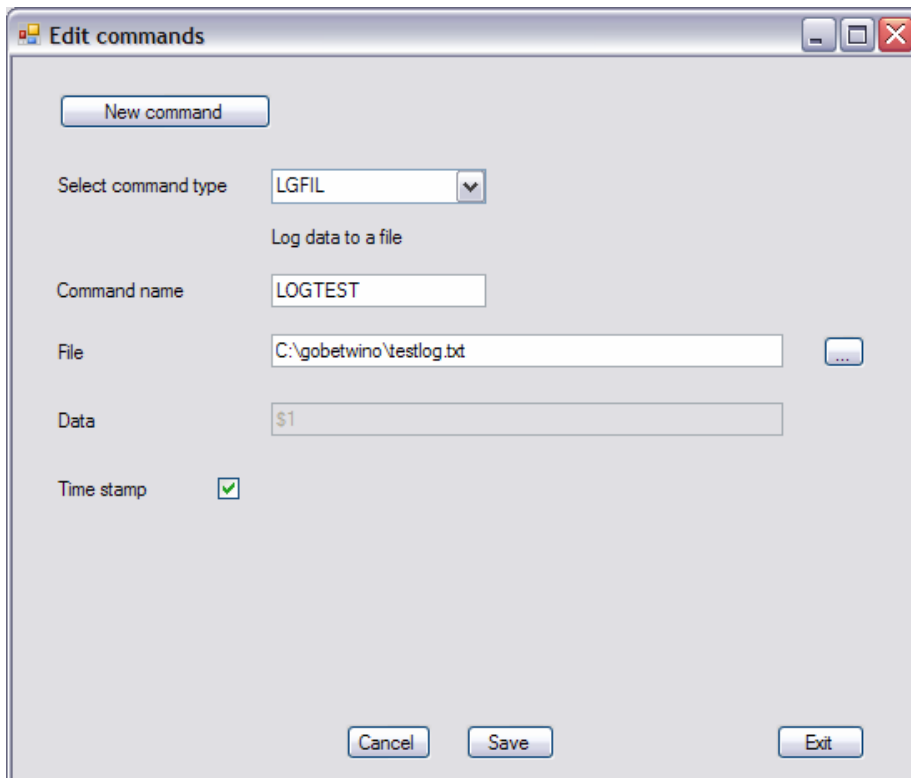 Edit commands
New command
Select command type LGFIL
Log data to a file
Command name LOGTEST
File C:\gobetwino\testlog.txt ...
Data $1
Time stamp
Cancel Save Exit